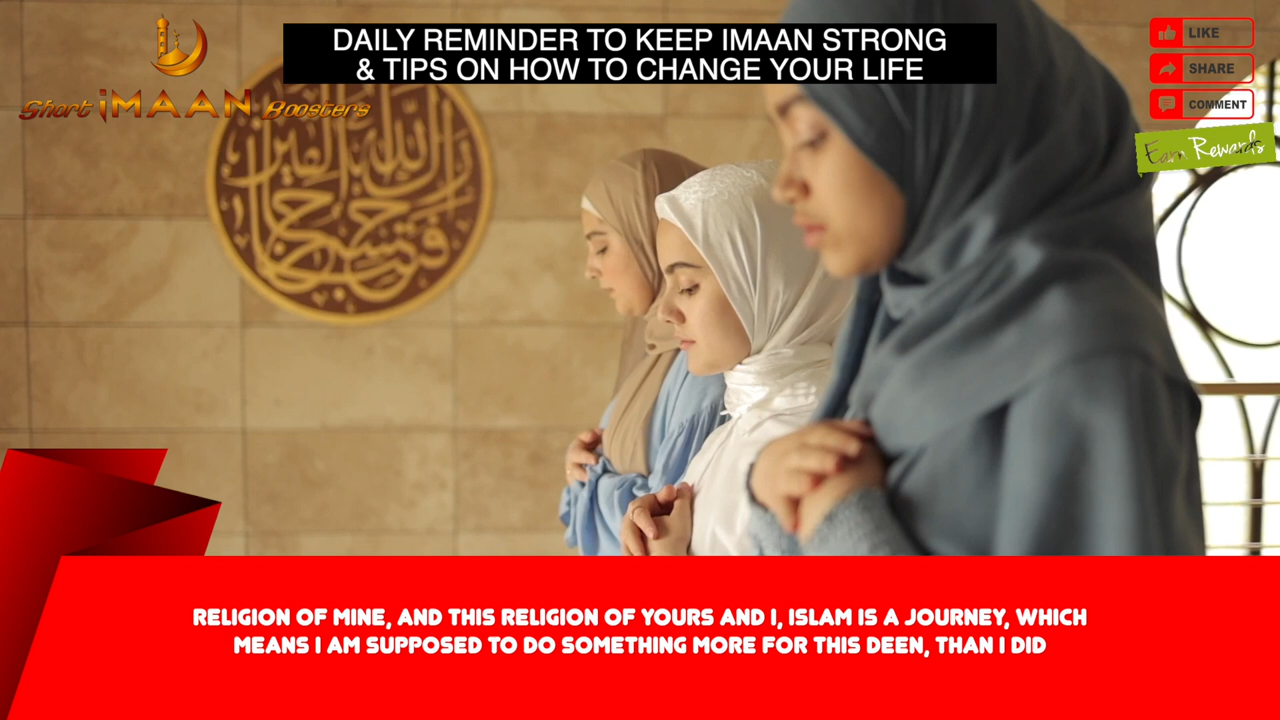 DAILY REMINDER TO KEEP IMAAN STRONG
& TIPS ON HOW TO CHANGE YOUR LIFE
Short iMAAN Boosters
LIKE
SHARE
COMMENT
Earn Rewards
RELIGION OF MINE, AND THIS RELIGION OF YOURS AND I, ISLAM IS A JOURNEY, WHICH
MEANS I AM SUPPOSED TO DO SOMETHING MORE FOR THIS DEEN, THAN I DID